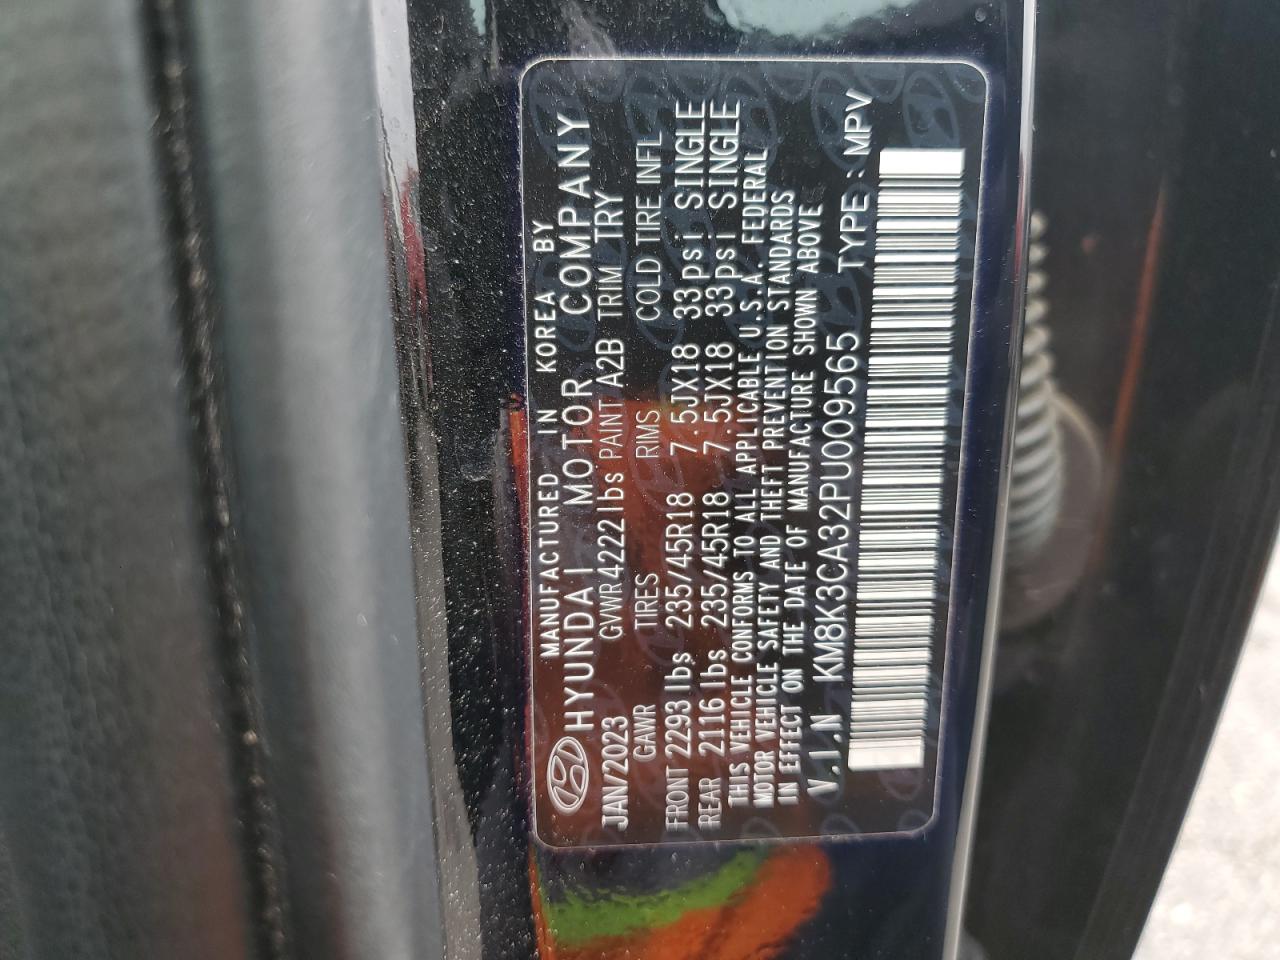 MANUFACTURED IN KOREA BY
HYUNDAI MOTOR COMPANY
JAN/2023 GVWR 4222 lbs PAINT A2B TRIM TRY
GAWR TIRES RIMS COLD TIRE INFL
FRONT 2293 lbs 235/45R18 7.5JX18 33psi SINGLE
REAR 2116 lbs 235/45R18 7.5JX18 33psi SINGLE
THIS VEHICLE CONFORMS TO ALL APPLICABLE U.S.A. FEDERAL
MOTOR VEHICLE SAFETY AND THEFT PREVENTION STANDARDS
IN EFFECT ON THE DATE OF MANUFACTURE SHOWN ABOVE
V.I.N KM8K3CA32PU009565 TYPE : MPV